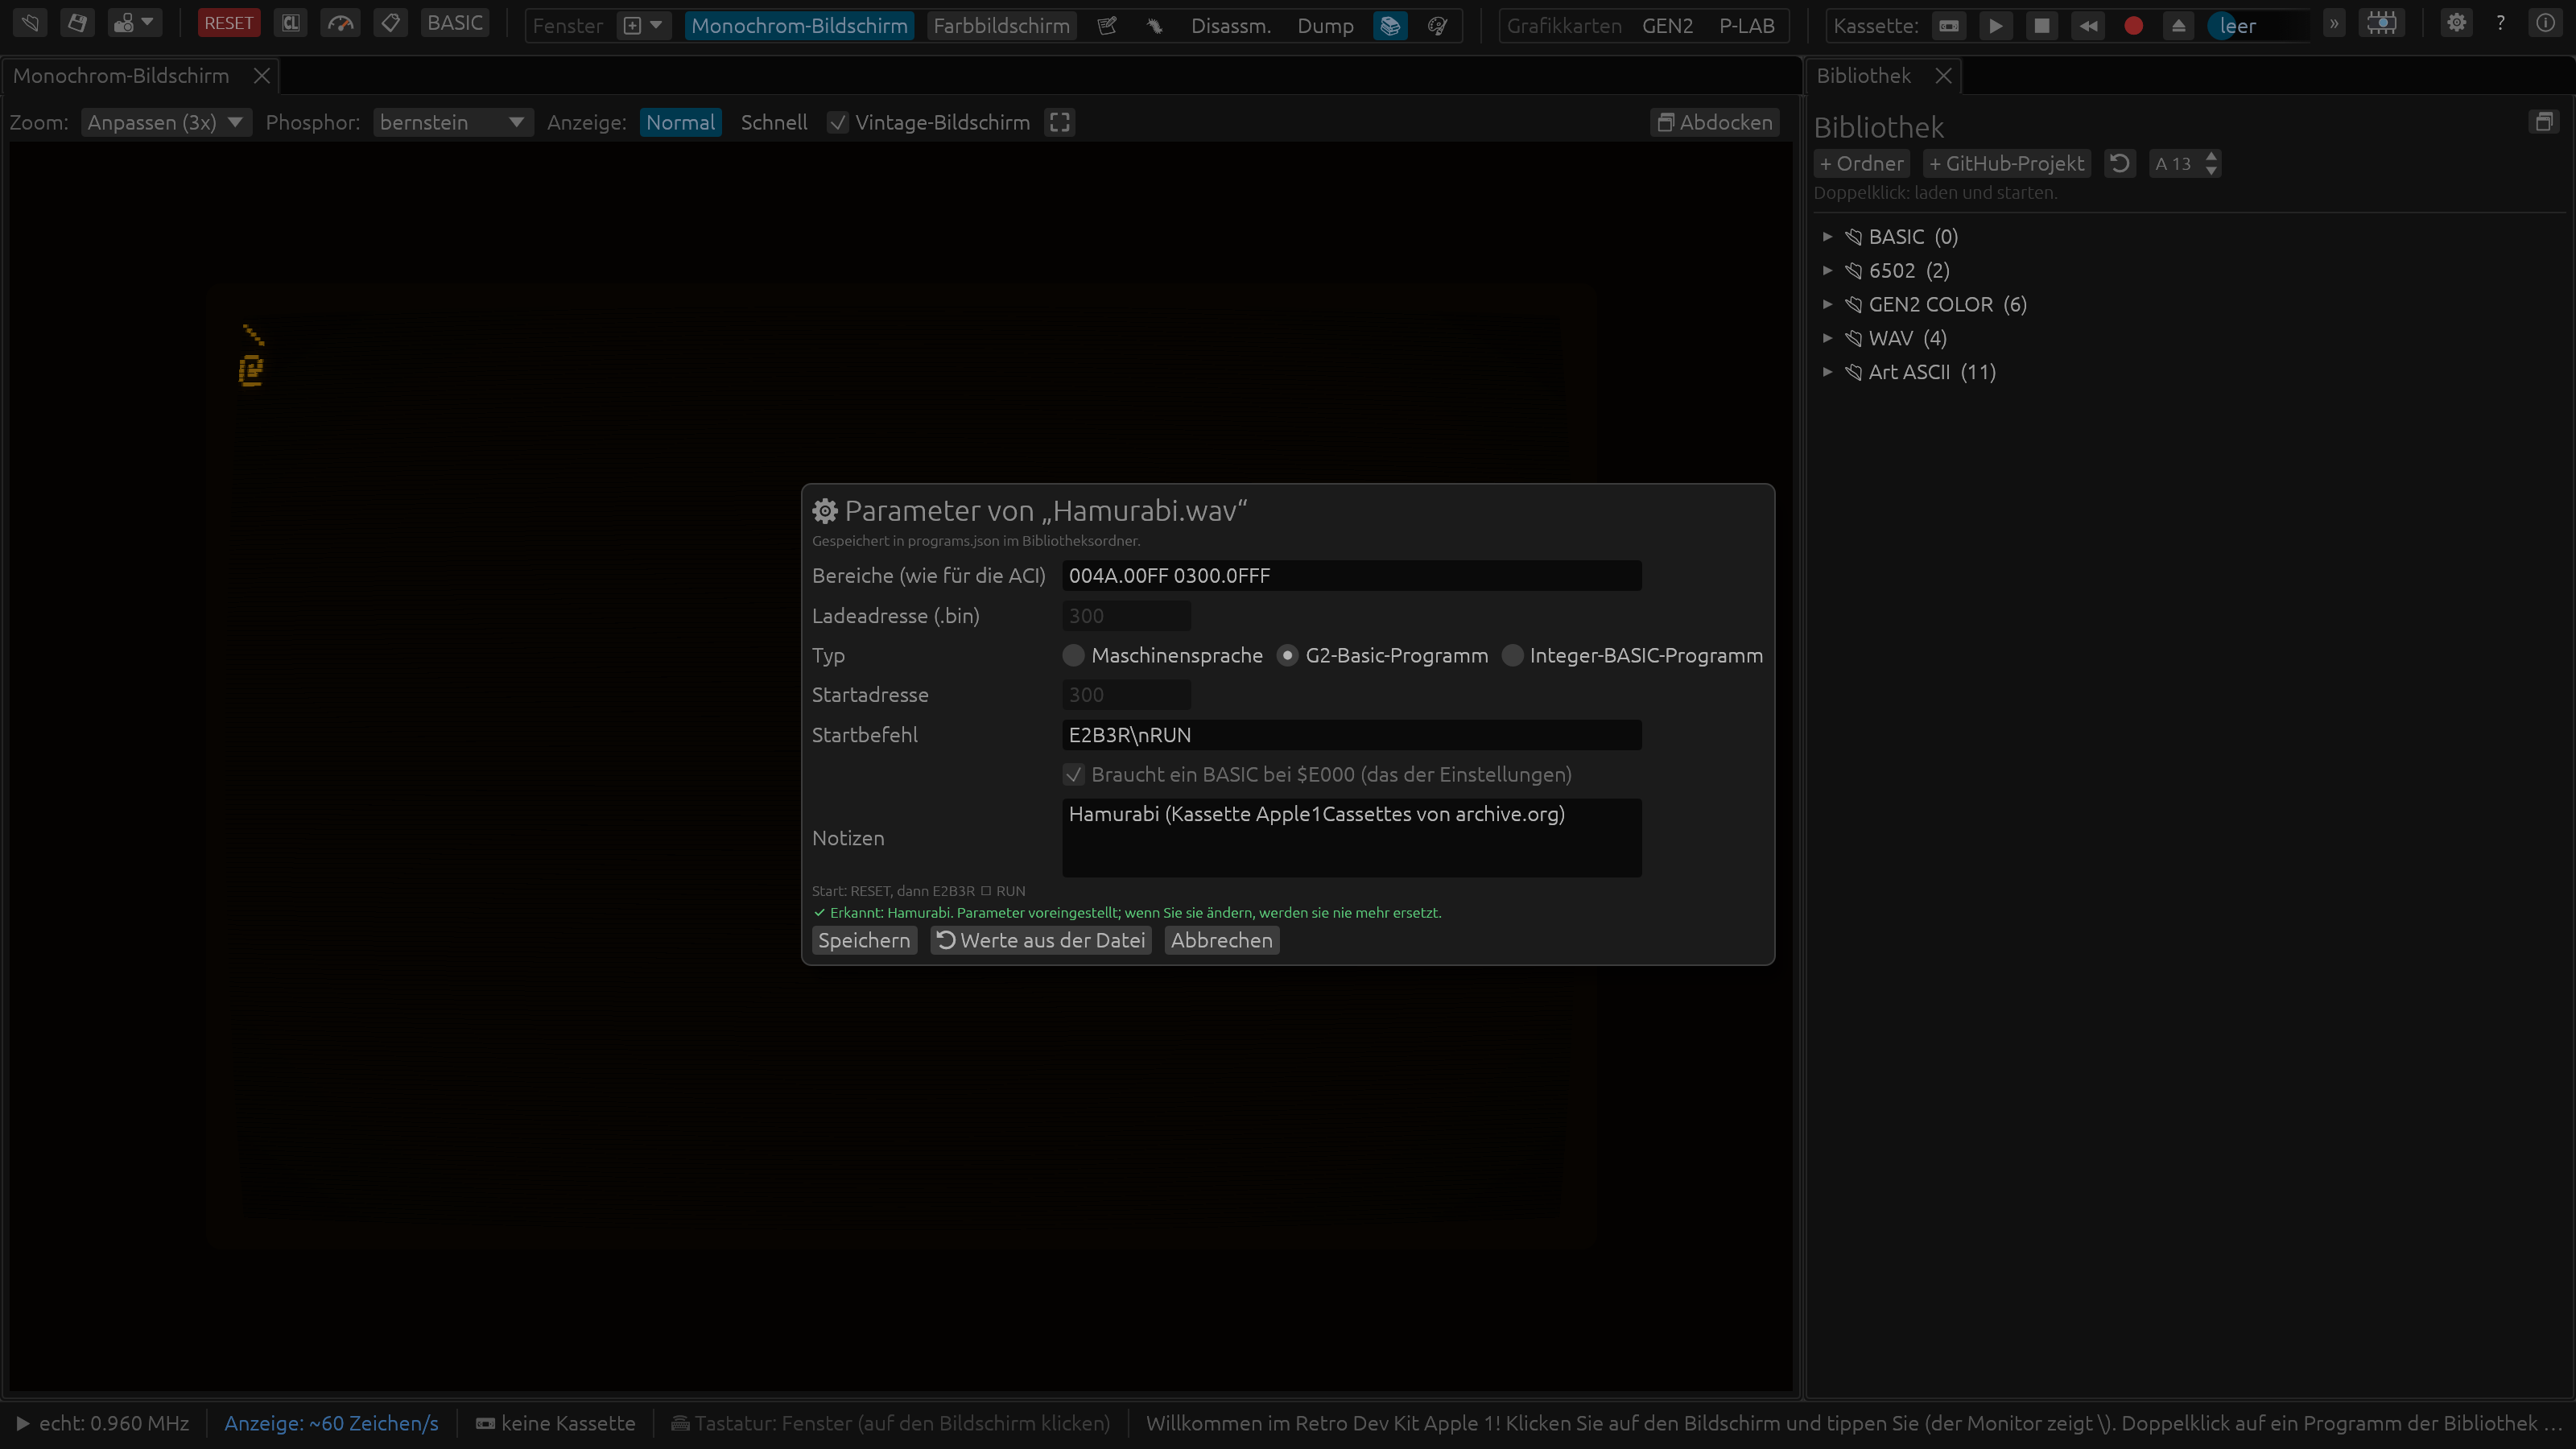 RESET BASIC Fenster Monochrom-Bildschirm Farbbildschirm Disassm. Dump Grafikkarten GEN2 P-LAB Kassette: leer » ?
Monochrom-Bildschirm
Zoom: Anpassen (3x) Phosphor: bernstein Anzeige: Normal Schnell Vintage-Bildschirm Abdocken
\
@
Bibliothek
Bibliothek
+ Ordner + GitHub-Projekt A 13
Doppelklick: laden und starten.
BASIC (0)
6502 (2)
GEN2 COLOR (6)
WAV (4)
Art ASCII (11)
Parameter von „Hamurabi.wav“
Gespeichert in programs.json im Bibliotheksordner.
Bereiche (wie für die ACI) 004A.00FF 0300.0FFF
Ladeadresse (.bin) 300
Typ Maschinensprache G2-Basic-Programm Integer-BASIC-Programm
Startadresse 300
Startbefehl E2B3R\nRUN
Braucht ein BASIC bei $E000 (das der Einstellungen)
Notizen Hamurabi (Kassette Apple1Cassettes von archive.org)
Start: RESET, dann E2B3R □ RUN
✓ Erkannt: Hamurabi. Parameter voreingestellt; wenn Sie sie ändern, werden sie nie mehr ersetzt.
Speichern Werte aus der Datei Abbrechen
echt: 0.960 MHz Anzeige: ~60 Zeichen/s keine Kassette Tastatur: Fenster (auf den Bildschirm klicken) Willkommen im Retro Dev Kit Apple 1! Klicken Sie auf den Bildschirm und tippen Sie (der Monitor zeigt \). Doppelklick auf ein Programm der Bibliothek …